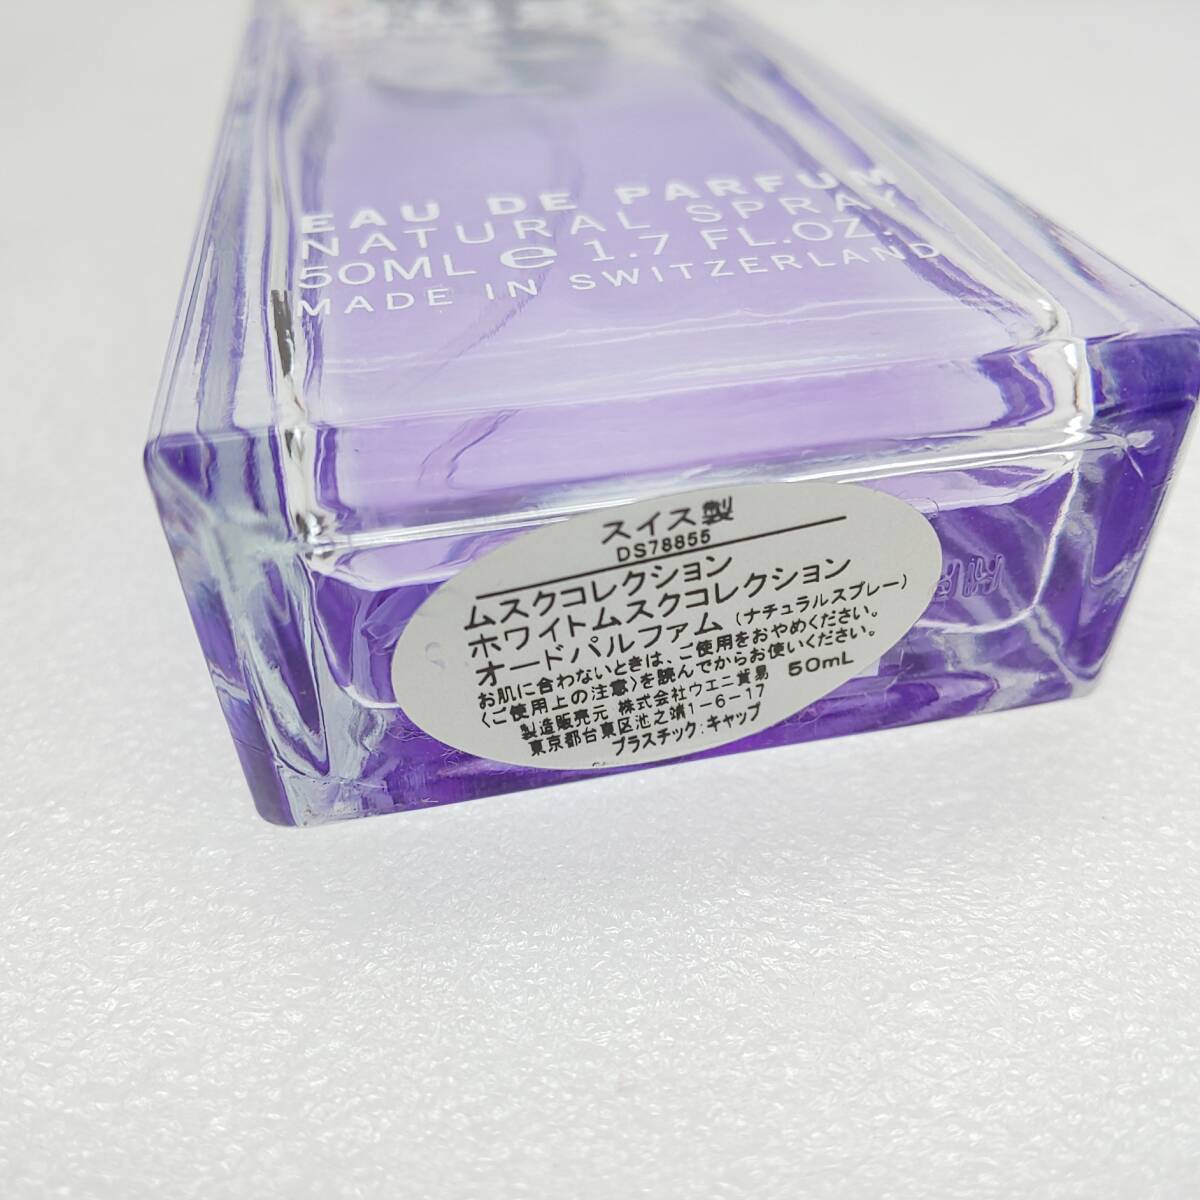 EAU DE PARFUM
NATURAL SPRAY
50ML e 1.7 FL.OZ.
MADE IN SWITZERLAND
スイス製
DS78855
ムスクコレクション
ホワイトムスクコレクション
オードパルファム (ナチュラルスプレー)
お肌に合わないときは、ご使用をおやめください。
〈ご使用上の注意〉を読んでからお使いください。
製造販売元 株式会社ウエニ貿易 50mL
東京都台東区池之端1-6-17
プラスチック:キャップ